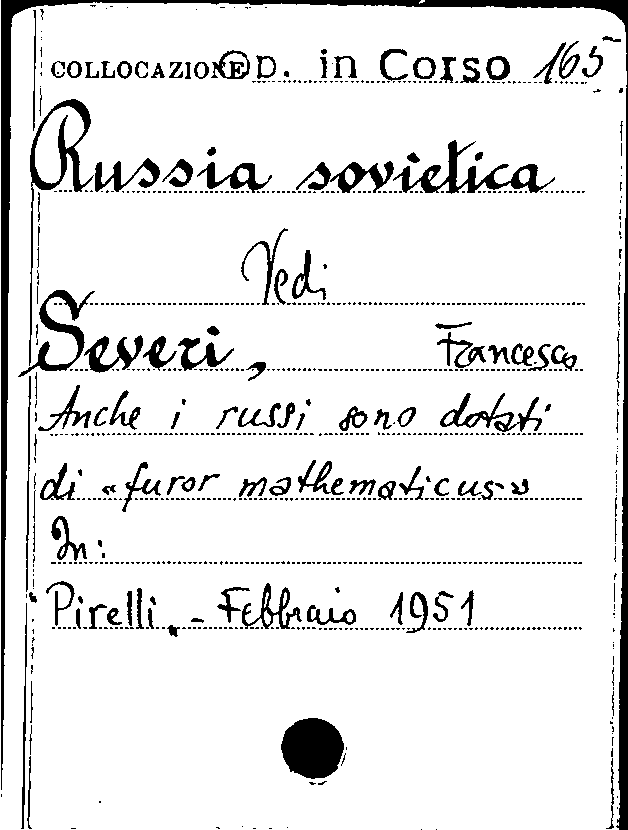 COLLOCAZIONE P. in Corso 165
Russia sovietica
Vedi
Severi, Francesco
Anche i russi sono dotati
di «furor mathematicus»
In:
Pirelli. - Febbraio 1951